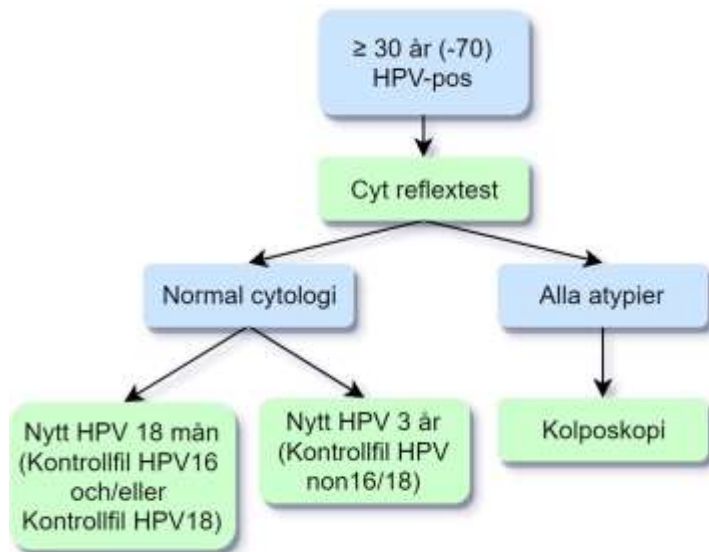 ≥ 30 år (-70)
HPV-pos
Cyt reflextest
Normal cytologi
Alla atypier
Nytt HPV 18 mån
(Kontrollfil HPV16
och/eller
Kontrollfil HPV18)
Nytt HPV 3 år
(Kontrollfil HPV
non16/18)
Kolposkopi